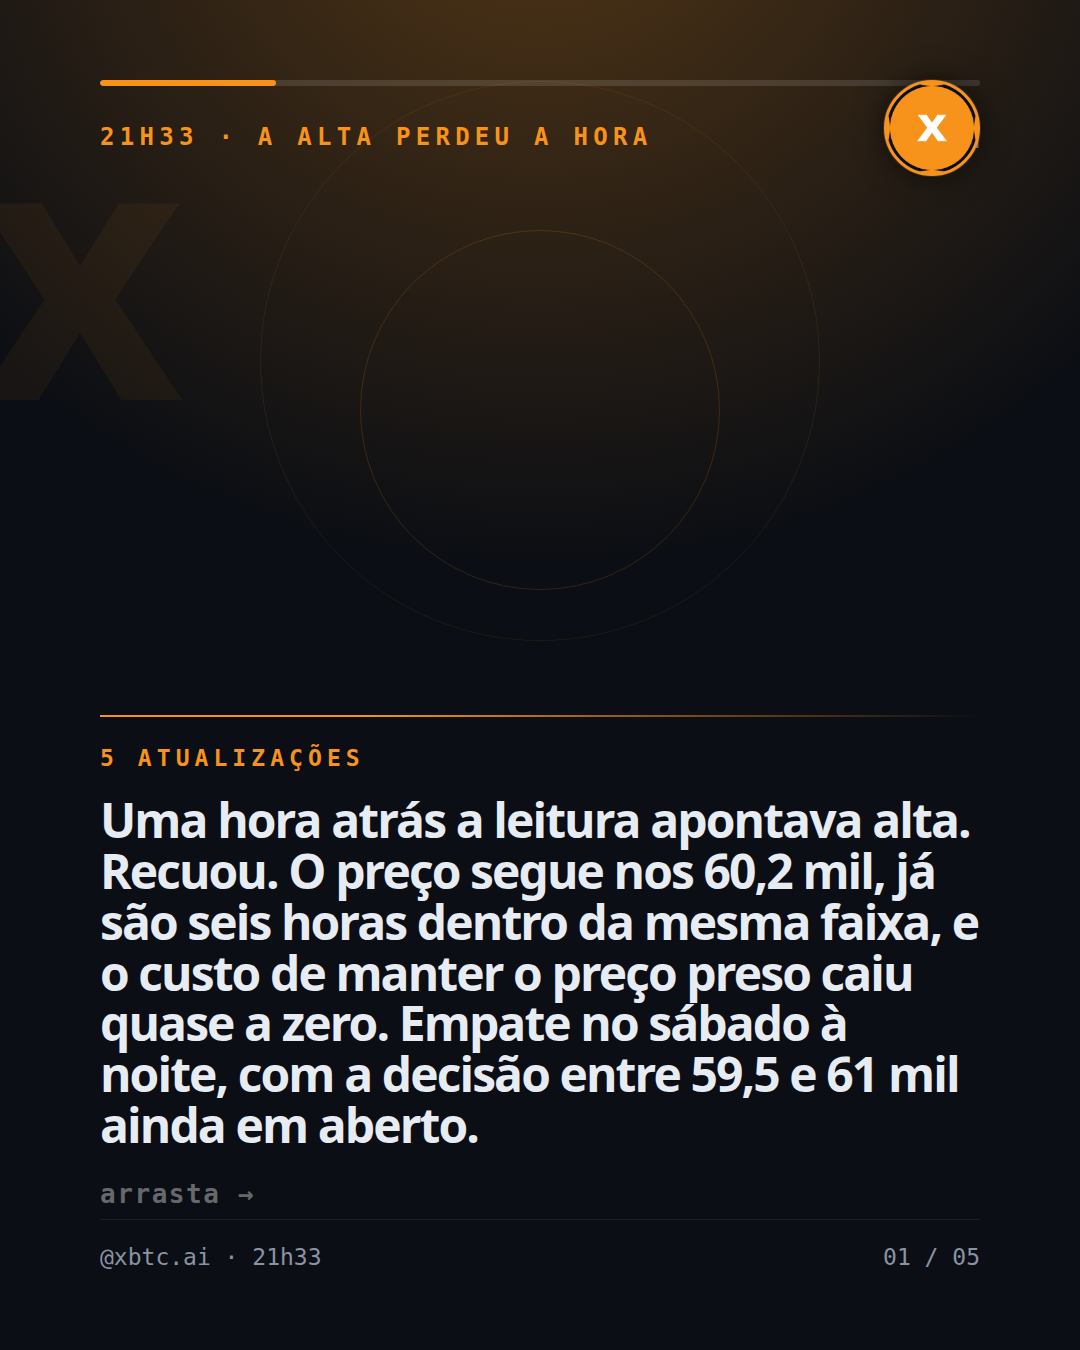 21H33 · A ALTA PERDEU A HORA
x
X
5 ATUALIZAÇÕES
Uma hora atrás a leitura apontava alta.
Recuou. O preço segue nos 60,2 mil, já
são seis horas dentro da mesma faixa, e
o custo de manter o preço preso caiu
quase a zero. Empate no sábado à
noite, com a decisão entre 59,5 e 61 mil
ainda em aberto.
arrasta →
@xbtc.ai · 21h33
01 / 05